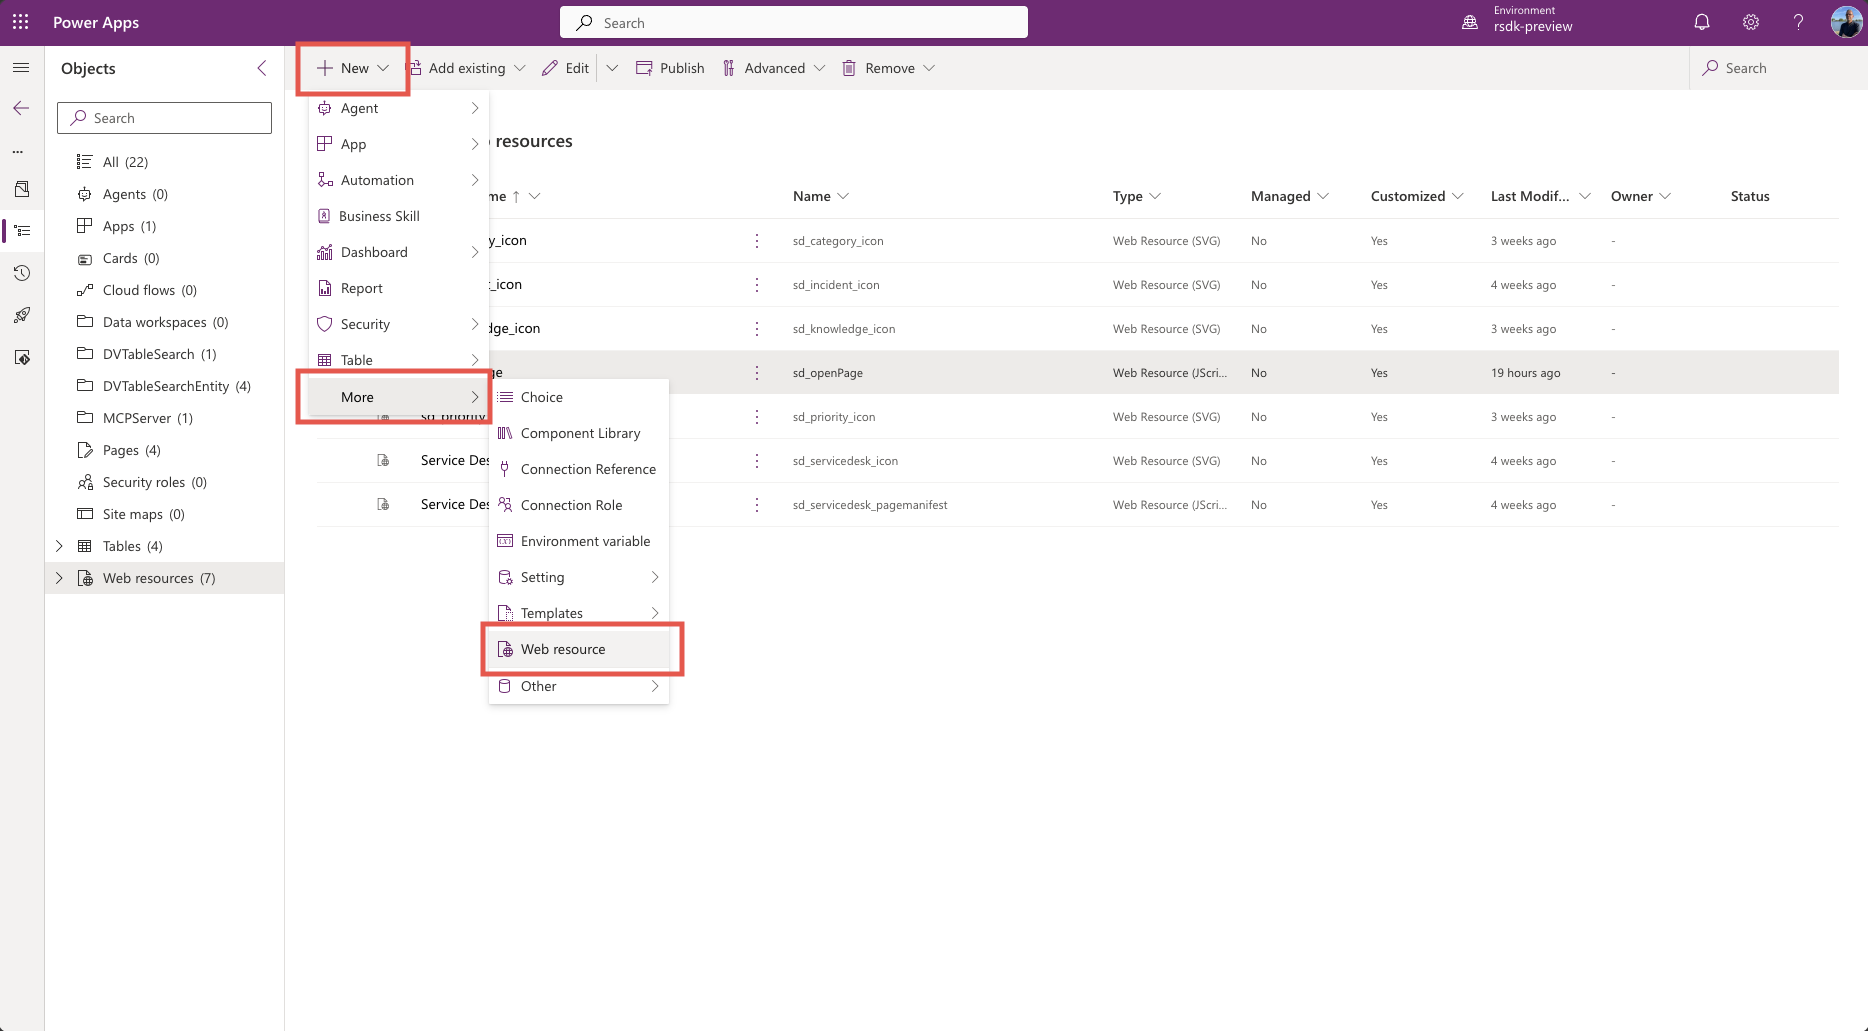 Power Apps
Search
Environment
rsdk-preview
Objects
New
Add existing
Edit
Publish
Advanced
Remove
Search
Search
All (22)
Agents (0)
Apps (1)
Cards (0)
Cloud flows (0)
Data workspaces (0)
DVTableSearch (1)
DVTableSearchEntity (4)
MCPServer (1)
Pages (4)
Security roles (0)
Site maps (0)
Tables (4)
Web resources (7)
Agent
App
Automation
Business Skill
Dashboard
Report
Security
Table
More
Choice
Component Library
Connection Reference
Connection Role
Environment variable
Setting
Templates
Web resource
Other
resources
me ↑ Name Type Managed Customized Last Modif... Owner Status
y_icon sd_category_icon Web Resource (SVG) No Yes 3 weeks ago -
t_icon sd_incident_icon Web Resource (SVG) No Yes 4 weeks ago -
dge_icon sd_knowledge_icon Web Resource (SVG) No Yes 3 weeks ago -
ge sd_openPage Web Resource (JScri... No Yes 19 hours ago -
sd_priority sd_priority_icon Web Resource (SVG) No Yes 3 weeks ago -
Service Des sd_servicedesk_icon Web Resource (SVG) No Yes 4 weeks ago -
Service Des sd_servicedesk_pagemanifest Web Resource (JScri... No Yes 4 weeks ago -